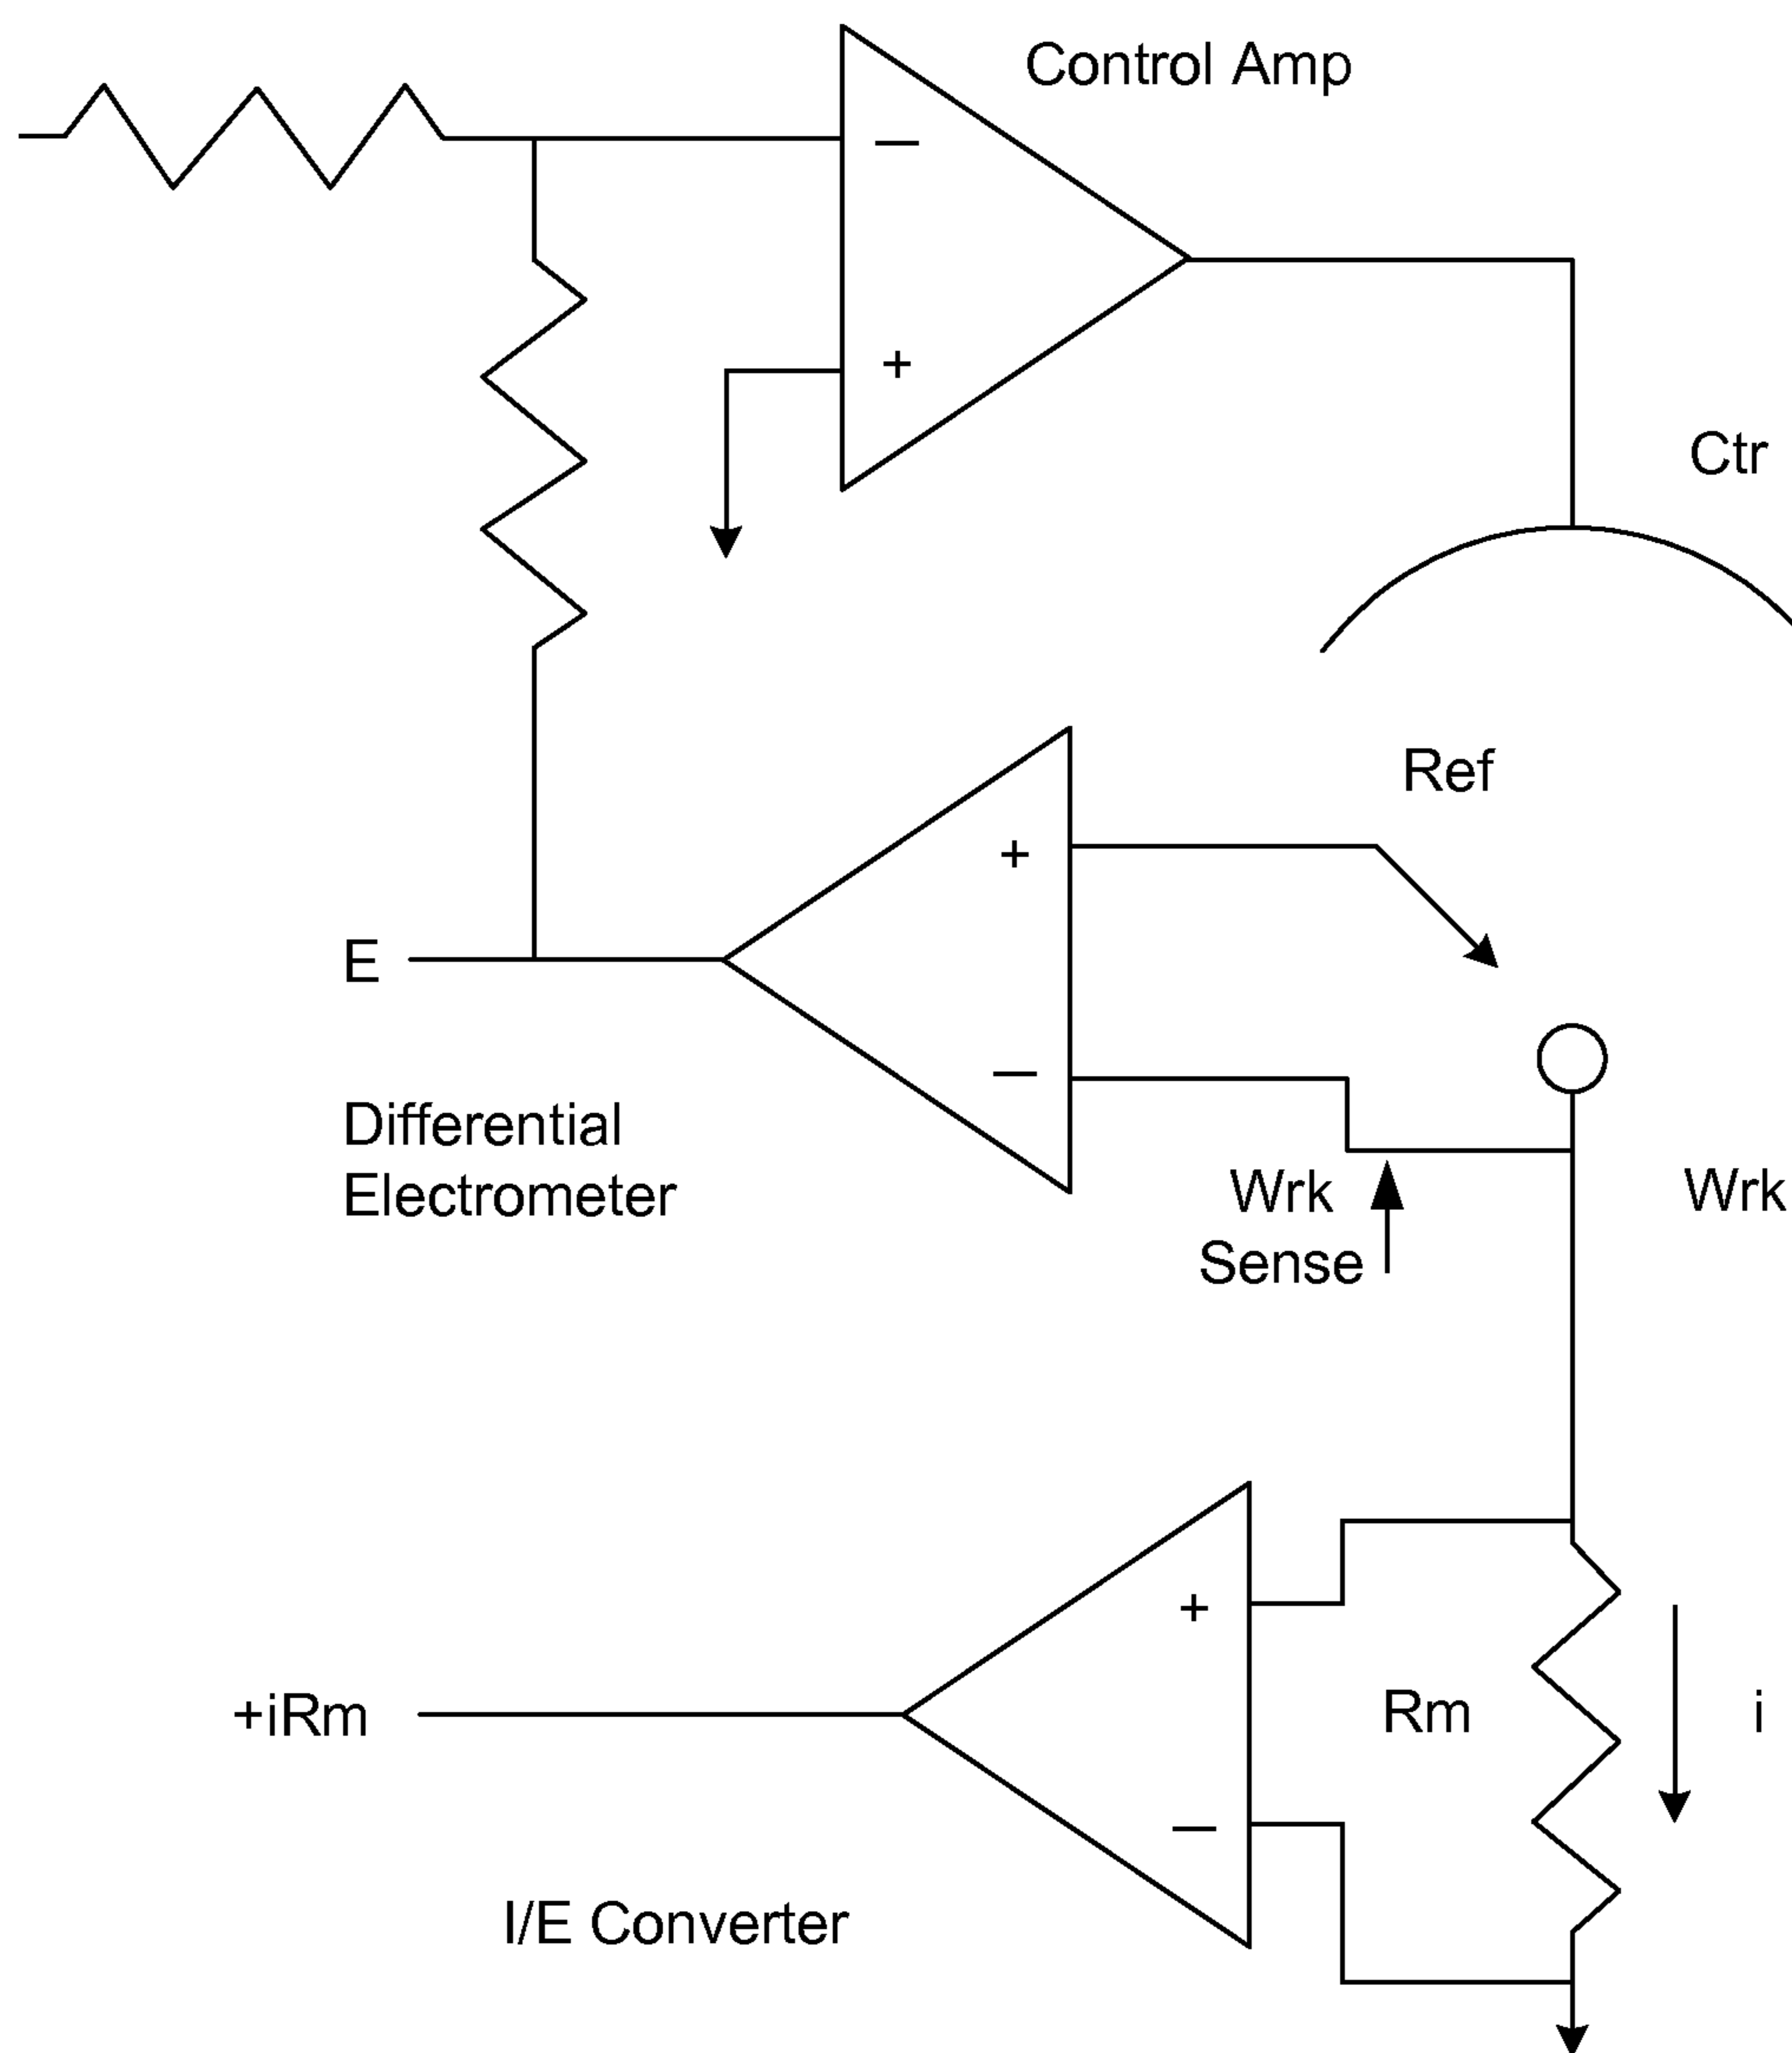 Control Amp
−
+
Ctr
Ref
+
E
−
Differential
Electrometer
Wrk
Sense
Wrk
+
+iRm
Rm
i
−
I/E Converter